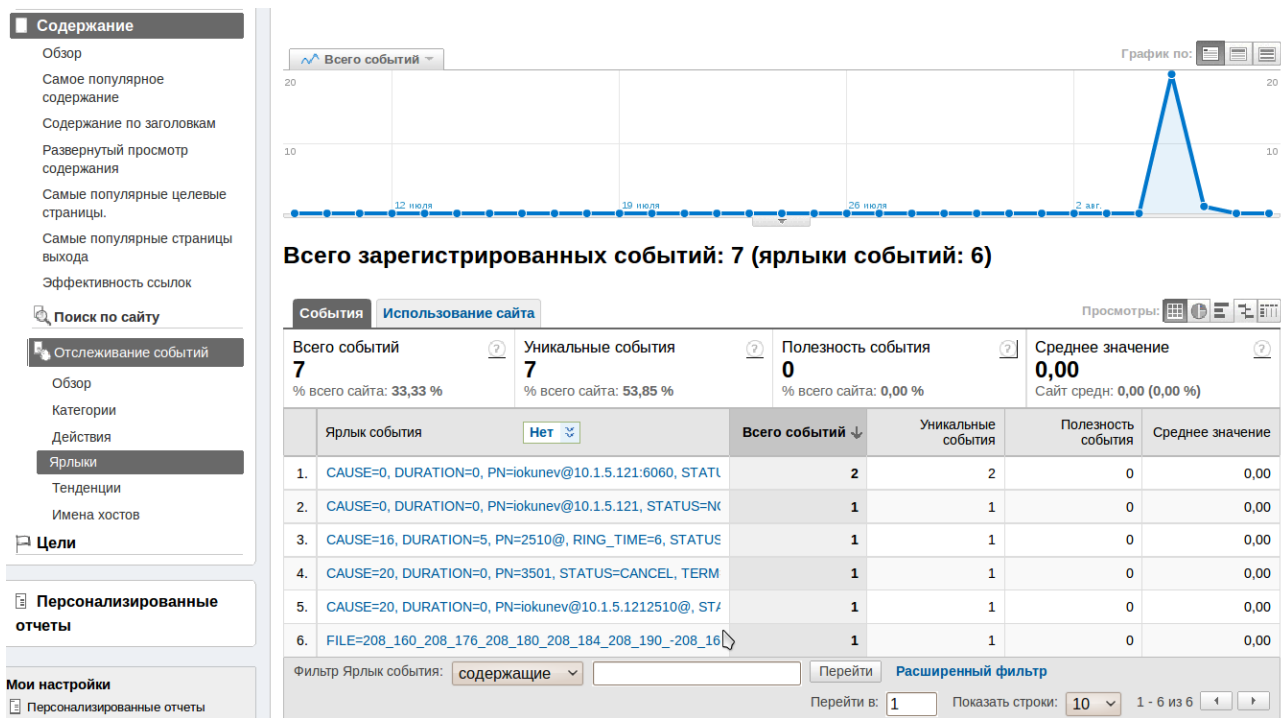 Содержание
Обзор
Самое популярное
содержание
Содержание по заголовкам
Развернутый просмотр
содержания
Самые популярные целевые
страницы.
Самые популярные страницы
выхода
Эффективность ссылок
Поиск по сайту
Отслеживание событий
Обзор
Категории
Действия
Ярлыки
Тенденции
Имена хостов
Цели
Персонализированные
отчеты
Мои настройки
Персонализированные отчеты
Всего событий
График по:
20 20
10 10
12 июля 19 июля 26 июля 2 авг.
Всего зарегистрированных событий: 7 (ярлыки событий: 6)
События Использование сайта Просмотры:
Всего событий ? Уникальные события ? Полезность события ? Среднее значение ?
7 7 0 0,00
% всего сайта: 33,33 % % всего сайта: 53,85 % % всего сайта: 0,00 % Сайт средн: 0,00 (0,00 %)
Ярлык события Нет Всего событий Уникальные события Полезность события Среднее значение
1. CAUSE=0, DURATION=0, PN=iokunev@10.1.5.121:6060, STATU 2 2 0 0,00
2. CAUSE=0, DURATION=0, PN=iokunev@10.1.5.121, STATUS=NO 1 1 0 0,00
3. CAUSE=16, DURATION=5, PN=2510@, RING_TIME=6, STATUS 1 1 0 0,00
4. CAUSE=20, DURATION=0, PN=3501, STATUS=CANCEL, TERM 1 1 0 0,00
5. CAUSE=20, DURATION=0, PN=iokunev@10.1.5.1212510@, STA 1 1 0 0,00
6. FILE=208_160_208_176_208_180_208_184_208_190_-208_16 1 1 0 0,00
Фильтр Ярлык события: содержащие Перейти Расширенный фильтр
Перейти в: 1 Показать строки: 10 1 - 6 из 6